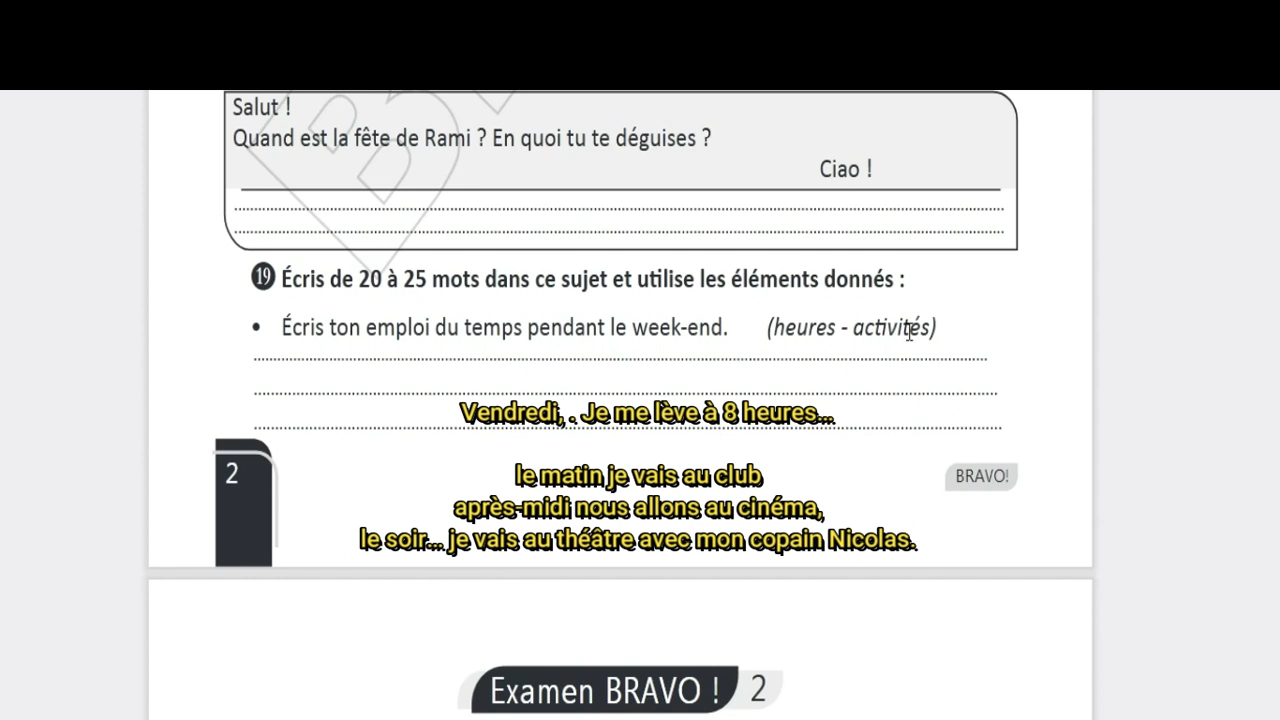 Salut !
Quand est la fête de Rami ? En quoi tu te déguises ?
Ciao !
19 Écris de 20 à 25 mots dans ce sujet et utilise les éléments donnés :
• Écris ton emploi du temps pendant le week-end. (heures - activités)
Vendredi, . Je me lève à 8 heures...
le matin je vais au club
après-midi nous allons au cinéma,
le soir... je vais au théâtre avec mon copain Nicolas.
2
BRAVO!
Examen BRAVO ! 2